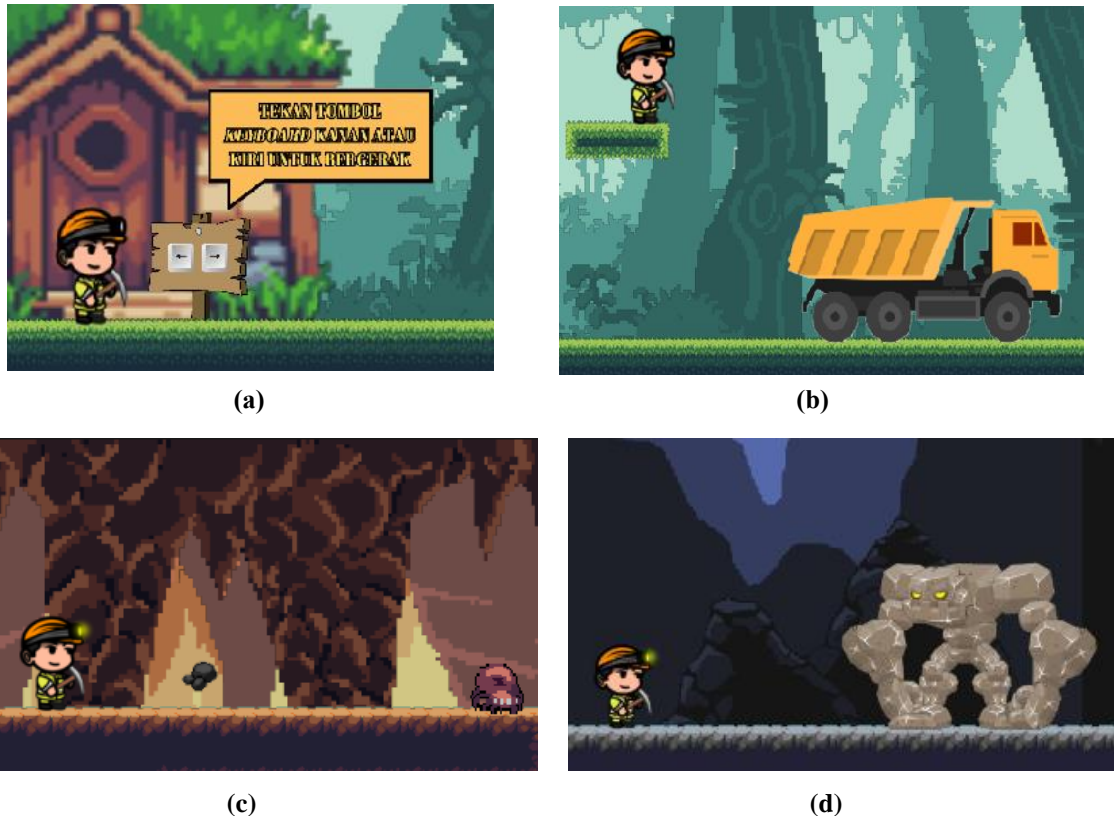 TEKAN TOMBOL
KEYBOARD KANAN ATAU
KIRI UNTUK BERGERAK
← →
(a)
(b)
(c)
(d)